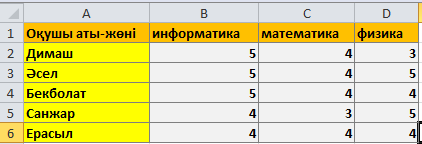 A B C D
1 Оқушы аты-жөні информатика математика физика
2 Димаш 5 4 3
3 Әсел 5 4 5
4 Бекболат 5 4 4
5 Санжар 4 3 5
6 Ерасыл 4 4 4